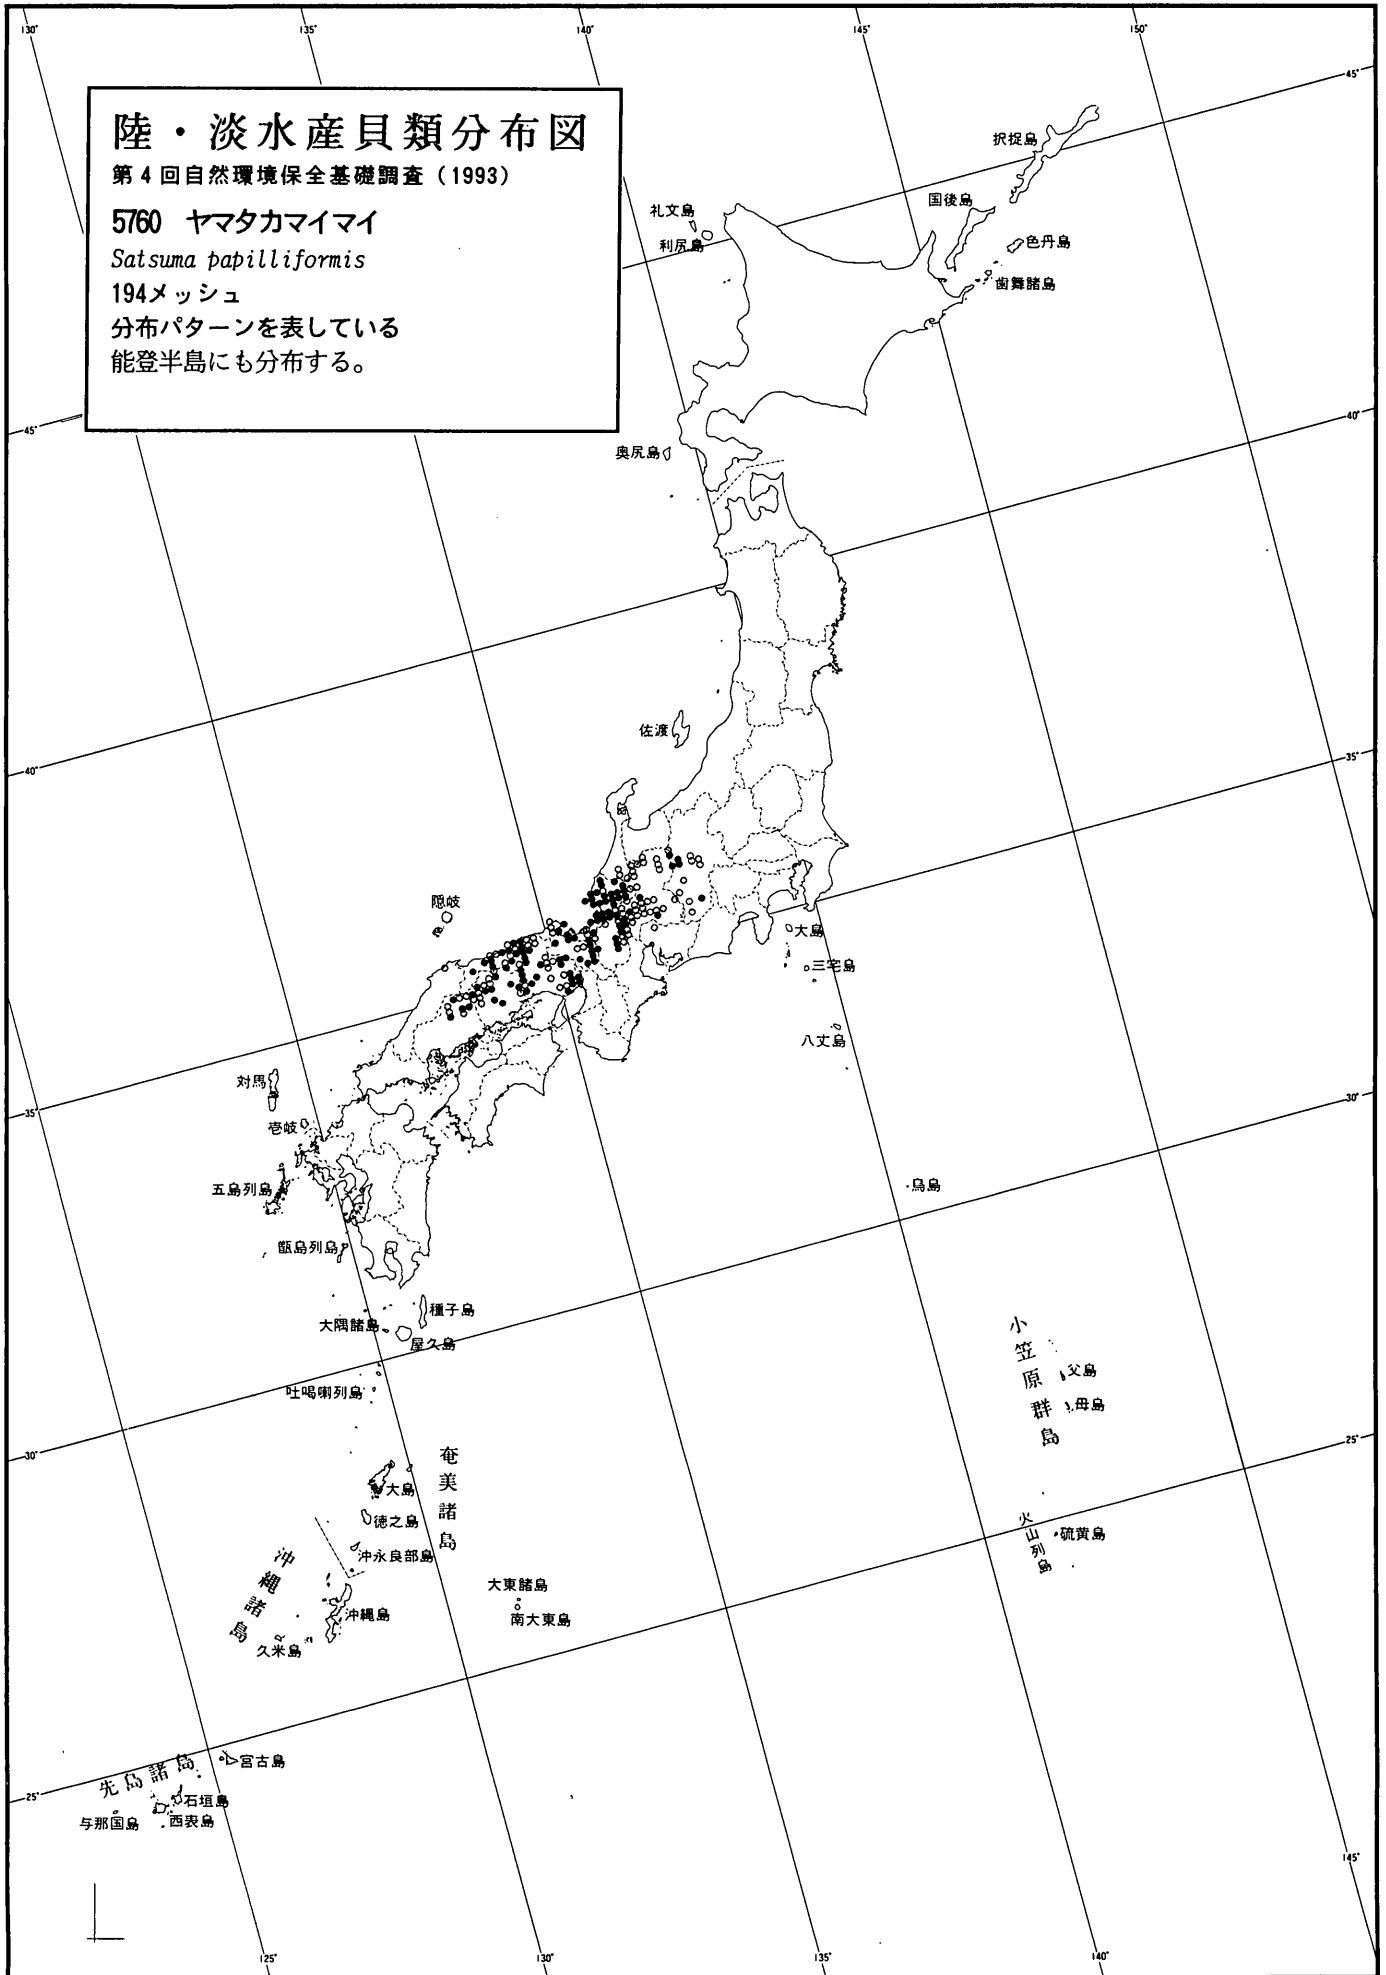 130°
135°
140°
145°
150°
陸・淡水産貝類分布図
第4回自然環境保全基礎調査（1993）
5760 ヤマタカマイマイ
Satsuma papilliformis
194メッシュ
分布パターンを表している
能登半島にも分布する。
45°
択捉島
国後島
礼文島
利尻島
色丹島
歯舞諸島
45°
40°
奥尻島
佐渡
40°
35°
隠岐
大島
三宅島
八丈島
対馬
35°
壱岐
30°
五島列島
鳥島
甑島列島
種子島
大隅諸島
屋久島
吐喝喇列島
小笠原群島
父島
母島
30°
25°
奄美諸島
大島
徳之島
沖永良部島
火山列島
硫黄島
沖縄諸島
沖縄島
久米島
大東諸島
南大東島
宮古島
先島諸島
25°
石垣島
与那国島
西表島
145°
125°
130°
135°
140°